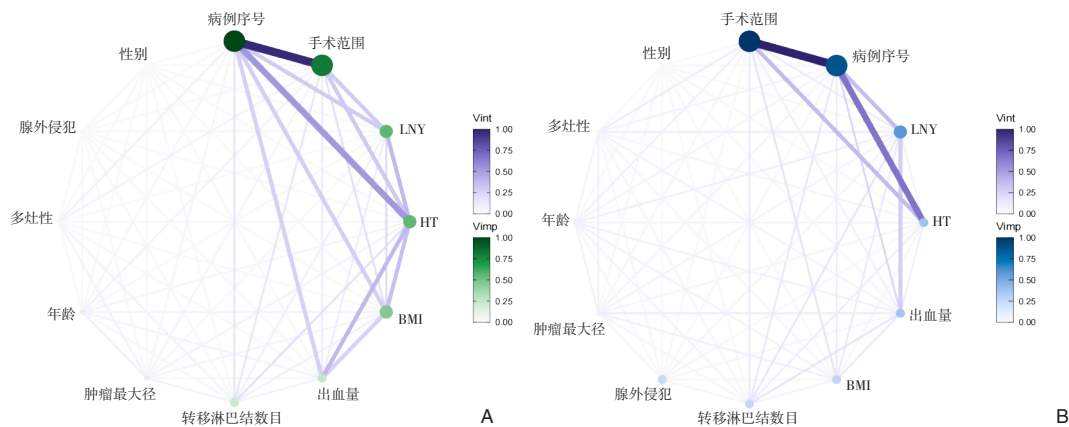 病例序号
手术范围
性别
腺外侵犯
LNY
多灶性
HT
年龄
BMI
肿瘤最大径
出血量
转移淋巴结数目
Vint
1.00
0.75
0.50
0.25
0.00
Vimp
1.00
0.75
0.50
0.25
0.00
A
手术范围
性别
病例序号
多灶性
LNY
年龄
HT
肿瘤最大径
出血量
腺外侵犯
BMI
转移淋巴结数目
Vint
1.00
0.75
0.50
0.25
0.00
Vimp
1.00
0.75
0.50
0.25
0.00
B